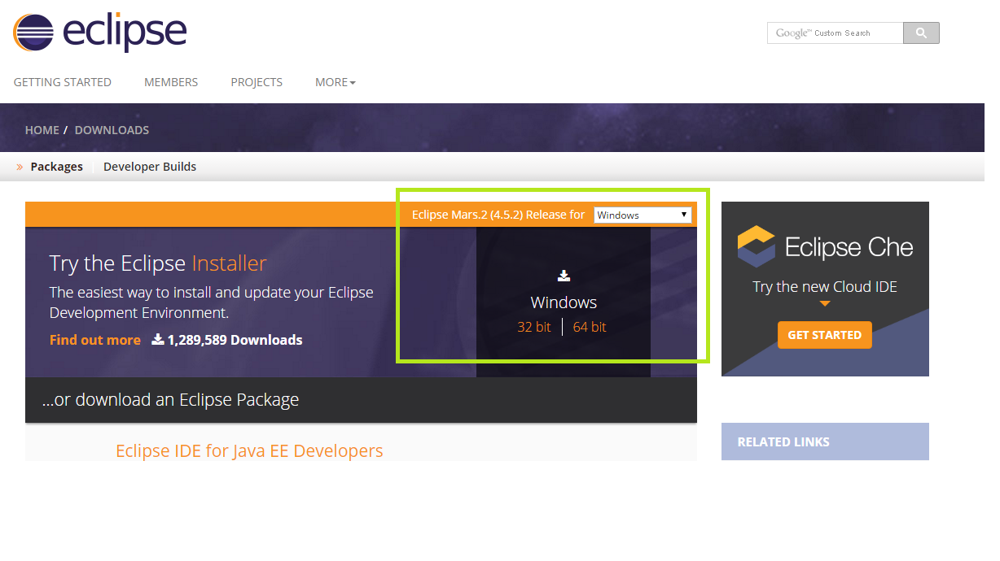 eclipse
Google™ Custom Search
GETTING STARTED MEMBERS PROJECTS MORE
HOME / DOWNLOADS
» Packages Developer Builds
Eclipse Mars.2 (4.5.2) Release for Windows
Try the Eclipse Installer
The easiest way to install and update your Eclipse
Development Environment.
Find out more 1,289,589 Downloads
Windows
32 bit 64 bit
...or download an Eclipse Package
Eclipse IDE for Java EE Developers
Eclipse Che
Try the new Cloud IDE
GET STARTED
RELATED LINKS